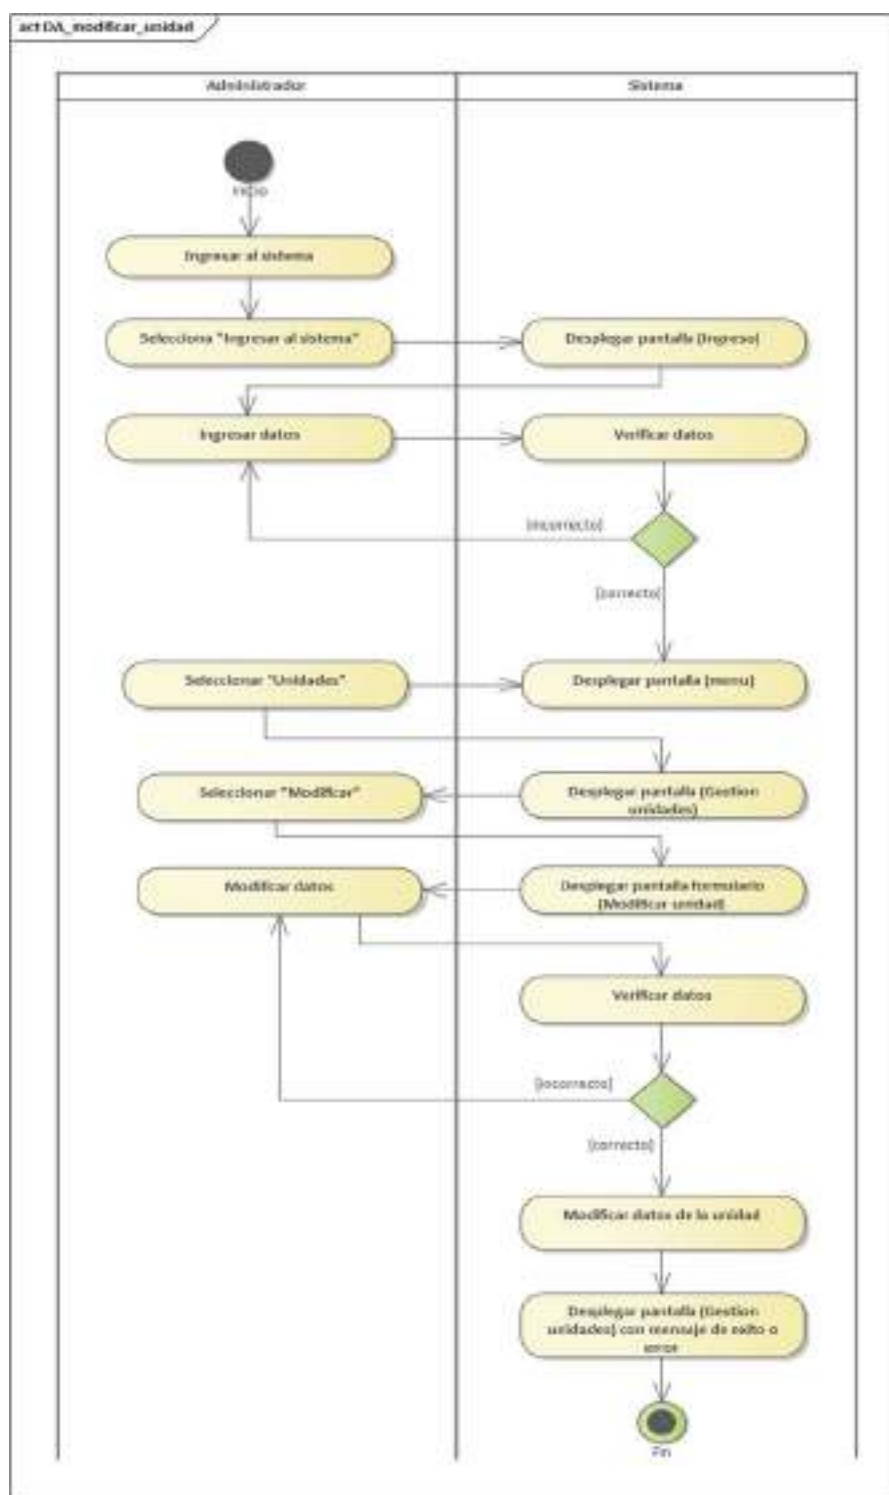 act DA_modificar_unidad
Administrador
Sistema
Inicio
Ingresar al sistema
Selecciona "Ingresar al sistema"
Desplegar pantalla (Ingreso)
Ingresar datos
Verificar datos
[incorrecto]
[correcto]
Seleccionar "Unidades"
Desplegar pantalla (menu)
Seleccionar "Modificar"
Desplegar pantalla (Gestion
unidades)
Modificar datos
Desplegar pantalla formulario
(Modificar unidad)
Verificar datos
[incorrecto]
[correcto]
Modificar datos de la unidad
Desplegar pantalla (Gestion
unidades) con mensaje de exito o
error
Fin